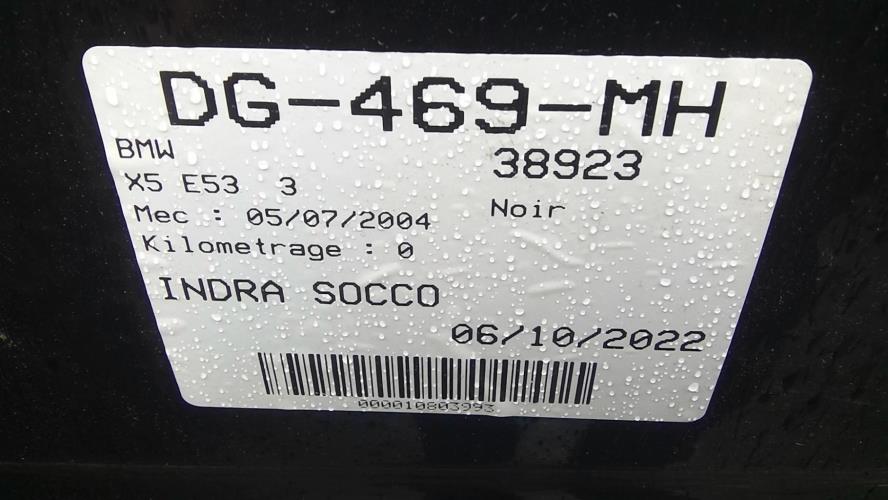 DG-469-MH
BMW
38923
X5 E53 3
Noir
Mec : 05/07/2004
Kilometrage : 0
INDRA SOCCO
06/10/2022
000010803993